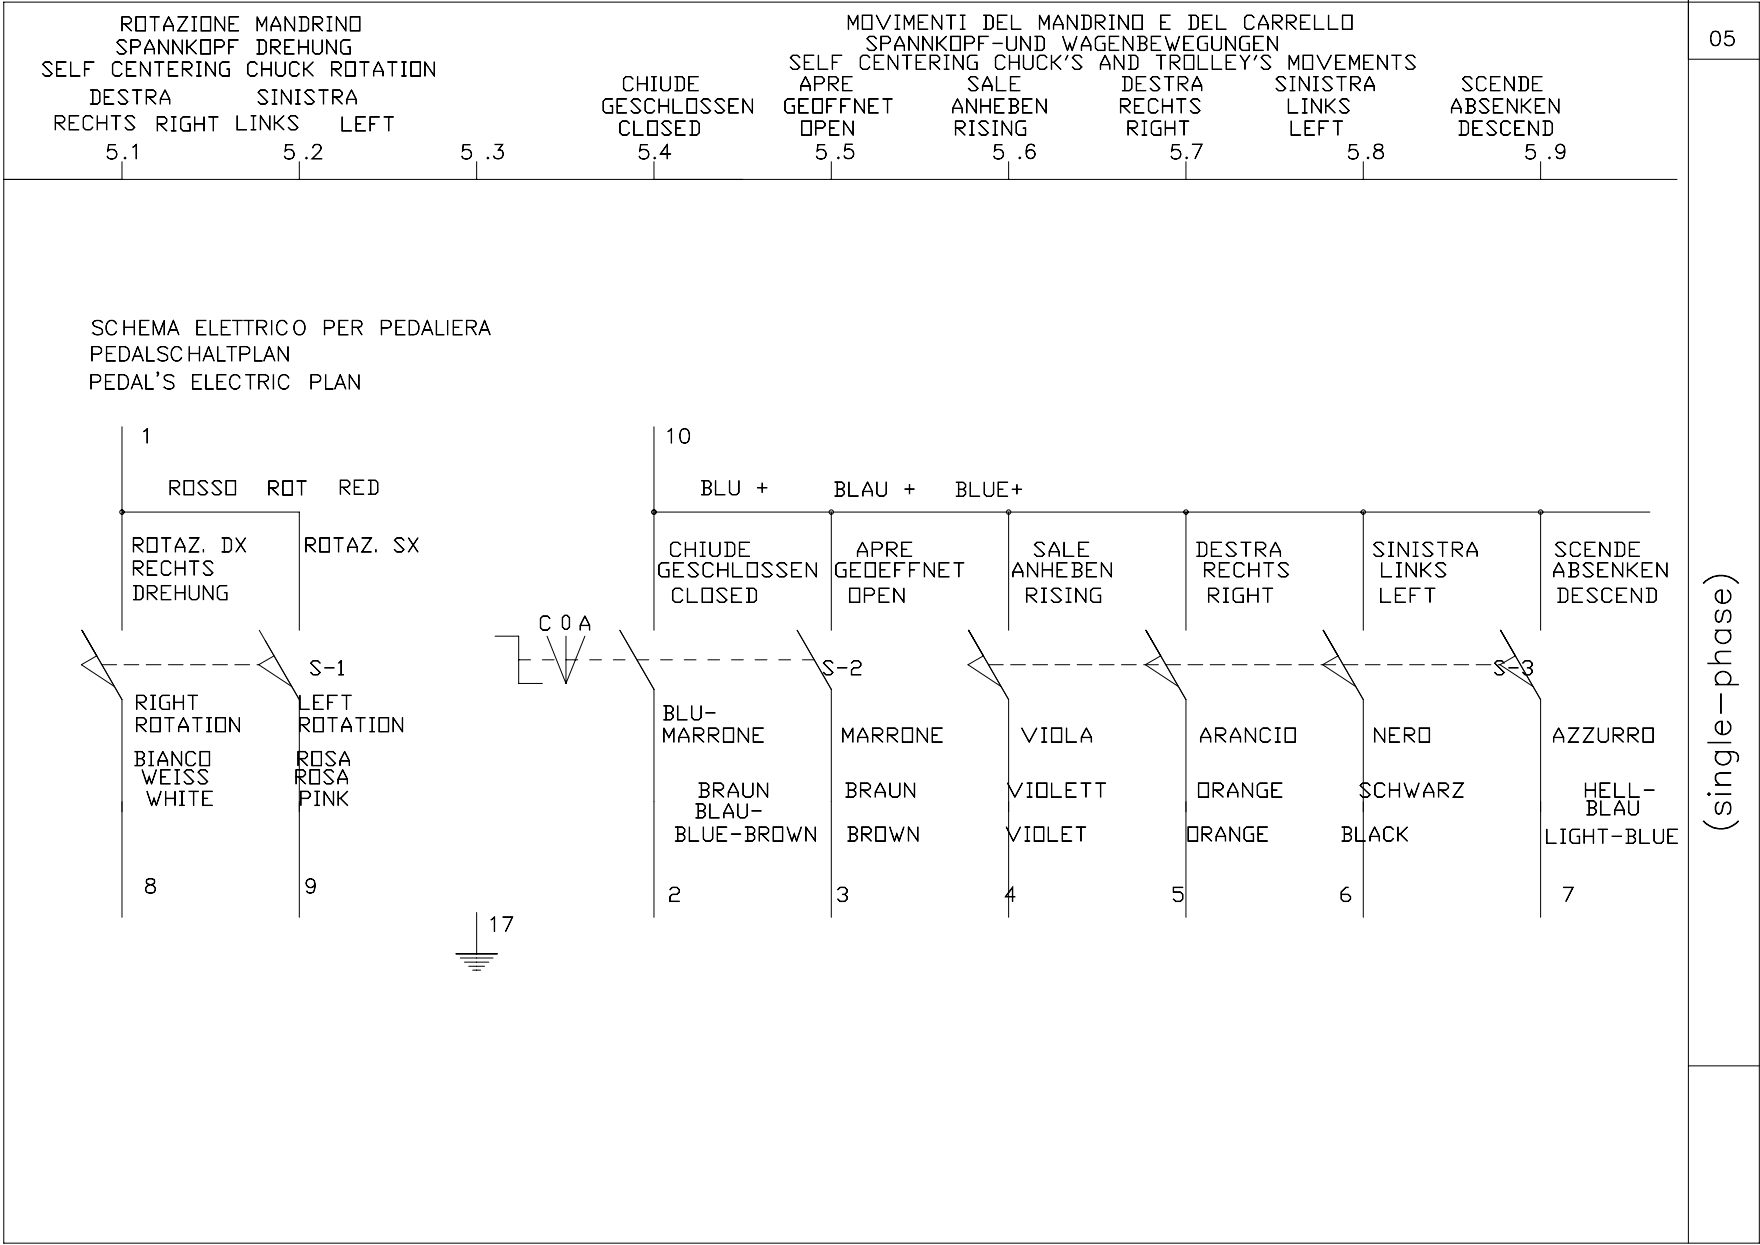 ROTAZIONE MANDRINO
SPANNKOPF DREHUNG
SELF CENTERING CHUCK ROTATION
DESTRA SINISTRA
RECHTS RIGHT LINKS LEFT
MOVIMENTI DEL MANDRINO E DEL CARRELLO
SPANNKOPF-UND WAGENBEWEGUNGEN
SELF CENTERING CHUCK'S AND TROLLEY'S MOVEMENTS
CHIUDE APRE SALE DESTRA SINISTRA SCENDE
GESCHLOSSEN GEOFFNET ANHEBEN RECHTS LINKS ABSENKEN
CLOSED OPEN RISING RIGHT LEFT DESCEND
5.1 5.2 5.3 5.4 5.5 5.6 5.7 5.8 5.9
05
SCHEMA ELETTRICO PER PEDALIERA
PEDALSCHALTPLAN
PEDAL'S ELECTRIC PLAN
1 10
ROSSO ROT RED BLU + BLAU + BLUE+
ROTAZ. DX ROTAZ. SX
RECHTS
DREHUNG
CHIUDE APRE SALE DESTRA SINISTRA SCENDE
GESCHLOSSEN GEOEFFNET ANHEBEN RECHTS LINKS ABSENKEN
CLOSED OPEN RISING RIGHT LEFT DESCEND
C 0 A
S-1 S-2 S-3
RIGHT LEFT
ROTATION ROTATION
BLU-
MARRONE MARRONE VIOLA ARANCIO NERO AZZURRO
BIANCO ROSA
WEISS ROSA
WHITE PINK
BRAUN BRAUN VIOLETT ORANGE SCHWARZ HELL-
BLAU- BLAU
BLUE-BROWN BROWN VIOLET ORANGE BLACK LIGHT-BLUE
8 9 2 3 4 5 6 7
17
(single-phase)